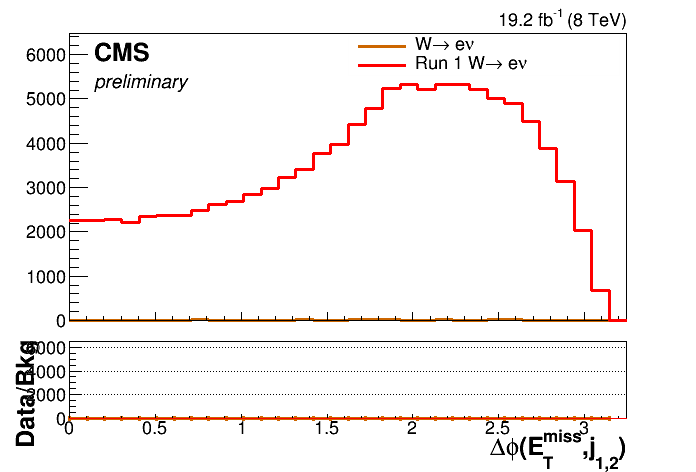 19.2 fb⁻¹ (8 TeV)
CMS
preliminary
W→ eν
Run 1 W→ eν
6000
5000
4000
3000
2000
1000
0
Data/Bkg
6000
4000
2000
0
0 0.5 1 1.5 2 2.5 3
Δϕ(E_T^miss,j_1,2)